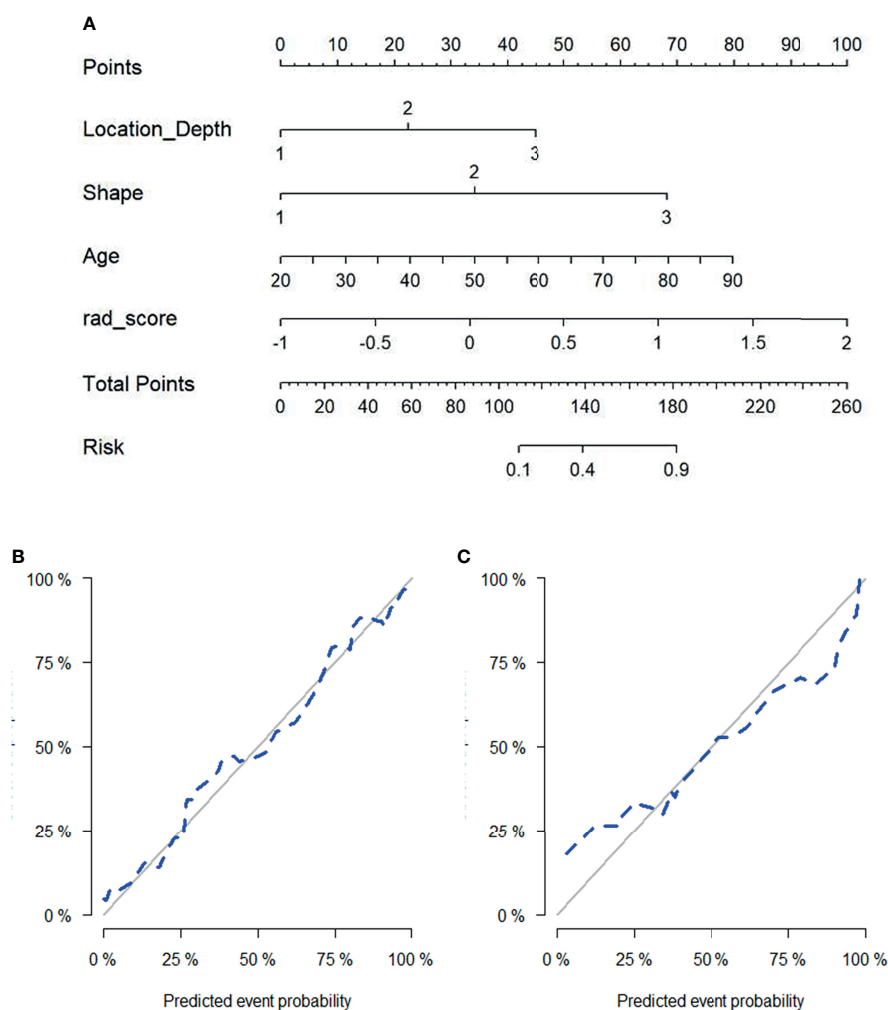 A
0 10 20 30 40 50 60 70 80 90 100
Points
2
Location_Depth
1 3
2
Shape
1 3
Age
20 30 40 50 60 70 80 90
rad_score
-1 -0.5 0 0.5 1 1.5 2
Total Points
0 20 40 60 80 100 140 180 220 260
Risk
0.1 0.4 0.9
B
100 %
75 %
50 %
25 %
0 %
0 % 25 % 50 % 75 % 100 %
Predicted event probability
C
100 %
75 %
50 %
25 %
0 %
0 % 25 % 50 % 75 % 100 %
Predicted event probability